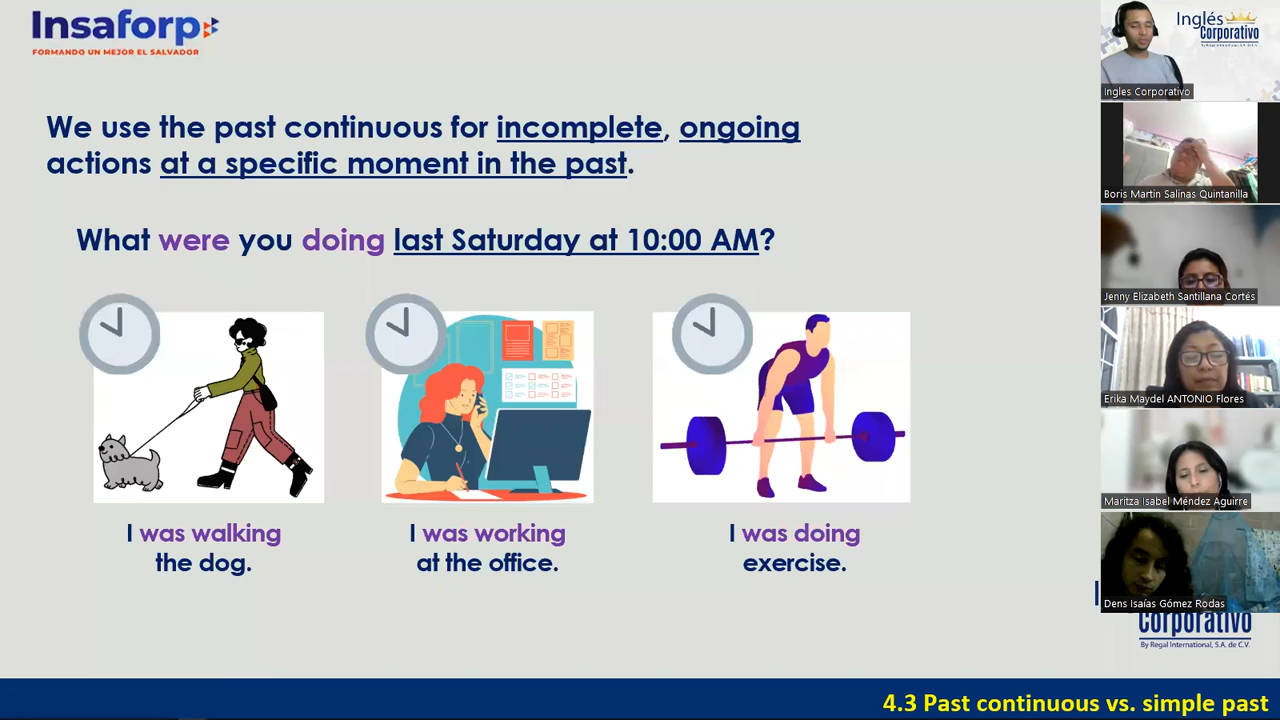 Insaforp
FORMANDO UN MEJOR EL SALVADOR
We use the past continuous for incomplete, ongoing
actions at a specific moment in the past.
What were you doing last Saturday at 10:00 AM?
I was walking
the dog.
I was working
at the office.
I was doing
exercise.
Inglés
Corporativo
By Regal International, S.A. de C.V.
Ingles Corporativo
Boris Martin Salinas Quintanilla
Jenny Elizabeth Santillana Cortés
Erika Maydel ANTONIO Flores
Maritza Isabel Méndez Aguirre
Dens Isaías Gómez Rodas
Corporativo
By Regal International, S.A. de C.V.
4.3 Past continuous vs. simple past